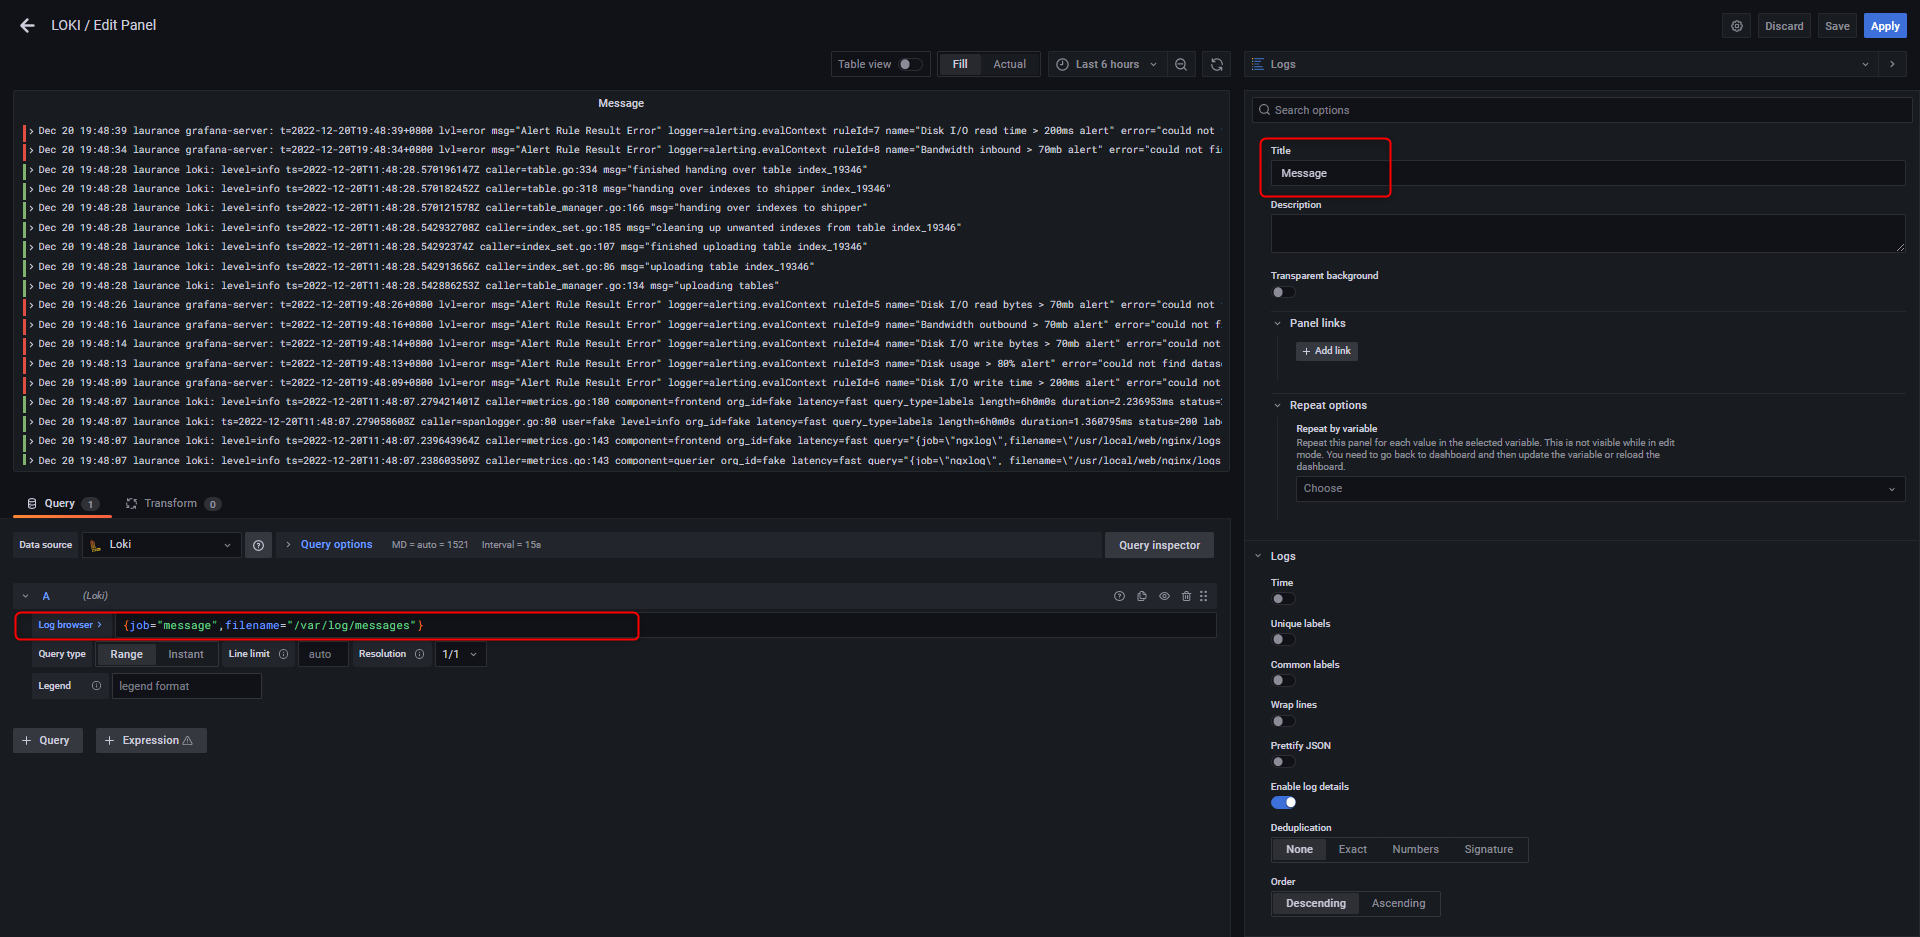 LOKI / Edit Panel
Discard
Save
Apply
Table view
Fill
Actual
Last 6 hours
Logs
Message
Dec 20 19:48:39 laurance grafana-server: t=2022-12-20T19:48:39+0800 lvl=eror msg="Alert Rule Result Error" logger=alerting.evalContext ruleId=7 name="Disk I/O read time > 200ms alert" error="could not
Dec 20 19:48:34 laurance grafana-server: t=2022-12-20T19:48:34+0800 lvl=eror msg="Alert Rule Result Error" logger=alerting.evalContext ruleId=8 name="Bandwidth inbound > 70mb alert" error="could not fi
Dec 20 19:48:28 laurance loki: level=info ts=2022-12-20T11:48:28.570196147Z caller=table.go:334 msg="finished handing over table index_19346"
Dec 20 19:48:28 laurance loki: level=info ts=2022-12-20T11:48:28.570182452Z caller=table.go:318 msg="handing over indexes to shipper index_19346"
Dec 20 19:48:28 laurance loki: level=info ts=2022-12-20T11:48:28.570121578Z caller=table_manager.go:166 msg="handing over indexes to shipper"
Dec 20 19:48:28 laurance loki: level=info ts=2022-12-20T11:48:28.542932708Z caller=index_set.go:185 msg="cleaning up unwanted indexes from table index_19346"
Dec 20 19:48:28 laurance loki: level=info ts=2022-12-20T11:48:28.54292374Z caller=index_set.go:107 msg="finished uploading table index_19346"
Dec 20 19:48:28 laurance loki: level=info ts=2022-12-20T11:48:28.542913656Z caller=index_set.go:86 msg="uploading table index_19346"
Dec 20 19:48:28 laurance loki: level=info ts=2022-12-20T11:48:28.542886253Z caller=table_manager.go:134 msg="uploading tables"
Dec 20 19:48:26 laurance grafana-server: t=2022-12-20T19:48:26+0800 lvl=eror msg="Alert Rule Result Error" logger=alerting.evalContext ruleId=5 name="Disk I/O read bytes > 70mb alert" error="could not
Dec 20 19:48:16 laurance grafana-server: t=2022-12-20T19:48:16+0800 lvl=eror msg="Alert Rule Result Error" logger=alerting.evalContext ruleId=9 name="Bandwidth outbound > 70mb alert" error="could not f
Dec 20 19:48:14 laurance grafana-server: t=2022-12-20T19:48:14+0800 lvl=eror msg="Alert Rule Result Error" logger=alerting.evalContext ruleId=4 name="Disk I/O write bytes > 70mb alert" error="could not
Dec 20 19:48:13 laurance grafana-server: t=2022-12-20T19:48:13+0800 lvl=eror msg="Alert Rule Result Error" logger=alerting.evalContext ruleId=3 name="Disk usage > 80% alert" error="could not find datas
Dec 20 19:48:09 laurance grafana-server: t=2022-12-20T19:48:09+0800 lvl=eror msg="Alert Rule Result Error" logger=alerting.evalContext ruleId=6 name="Disk I/O write time > 200ms alert" error="could not
Dec 20 19:48:07 laurance loki: level=info ts=2022-12-20T11:48:07.279421401Z caller=metrics.go:180 component=frontend org_id=fake latency=fast query_type=labels length=6h0m0s duration=2.236953ms status=
Dec 20 19:48:07 laurance loki: ts=2022-12-20T11:48:07.279058608Z caller=spanlogger.go:80 user=fake level=info org_id=fake latency=fast query_type=labels length=6h0m0s duration=1.360795ms status=200 lab
Dec 20 19:48:07 laurance loki: level=info ts=2022-12-20T11:48:07.239643964Z caller=metrics.go:143 component=frontend org_id=fake latency=fast query="{job=\"ngxlog\",filename=\"/usr/local/web/nginx/logs
Dec 20 19:48:07 laurance loki: level=info ts=2022-12-20T11:48:07.238603509Z caller=metrics.go:143 component=querier org_id=fake latency=fast query="{job=\"ngxlog\", filename=\"/usr/local/web/nginx/logs
Query 1
Transform 0
Data source
Loki
Query options
MD = auto = 1521
Interval = 15s
Query inspector
A
(Loki)
Log browser
{job="message",filename="/var/log/messages"}
Query type
Range
Instant
Line limit
auto
Resolution
1/1
Legend
legend format
+ Query
+ Expression
Search options
Title
Message
Description
Transparent background
Panel links
+ Add link
Repeat options
Repeat by variable
Repeat this panel for each value in the selected variable. This is not visible while in edit
mode. You need to go back to dashboard and then update the variable or reload the
dashboard.
Choose
Logs
Time
Unique labels
Common labels
Wrap lines
Prettify JSON
Enable log details
Deduplication
None
Exact
Numbers
Signature
Order
Descending
Ascending